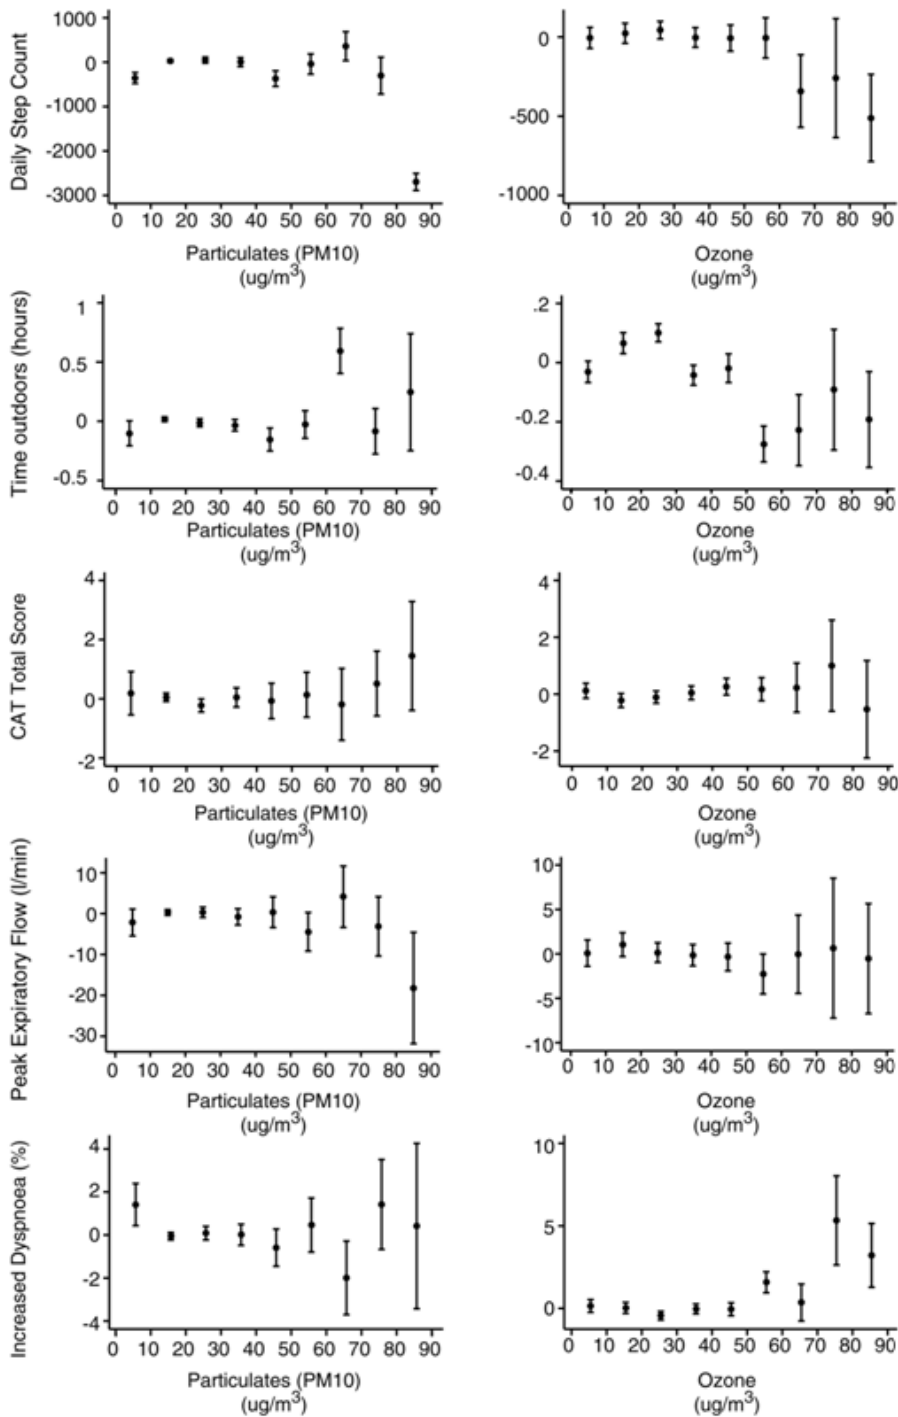 Daily Step Count
1000
0
-1000
-2000
-3000
0 10 20 30 40 50 60 70 80 90
Particulates (PM10)
(ug/m3)
0
-500
-1000
0 10 20 30 40 50 60 70 80 90
Ozone
(ug/m3)
Time outdoors (hours)
1
0.5
0
-0.5
0 10 20 30 40 50 60 70 80 90
Particulates (PM10)
(ug/m3)
.2
0
-0.2
-0.4
0 10 20 30 40 50 60 70 80 90
Ozone
(ug/m3)
CAT Total Score
4
2
0
-2
0 10 20 30 40 50 60 70 80 90
Particulates (PM10)
(ug/m3)
4
2
0
-2
0 10 20 30 40 50 60 70 80 90
Ozone
(ug/m3)
Peak Expiratory Flow (l/min)
10
0
-10
-20
-30
0 10 20 30 40 50 60 70 80 90
Particulates (PM10)
(ug/m3)
10
5
0
-5
-10
0 10 20 30 40 50 60 70 80 90
Ozone
(ug/m3)
Increased Dyspnoea (%)
4
2
0
-2
-4
0 10 20 30 40 50 60 70 80 90
Particulates (PM10)
(ug/m3)
10
5
0
0 10 20 30 40 50 60 70 80 90
Ozone
(ug/m3)